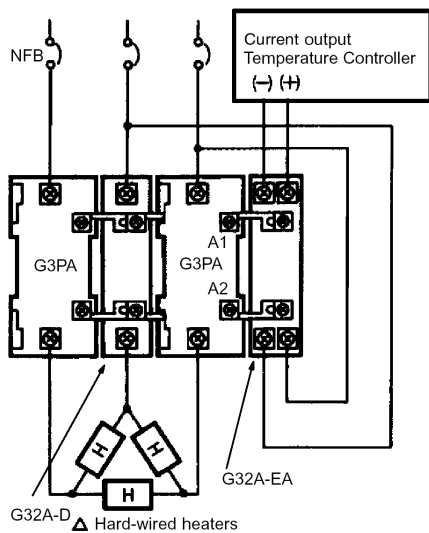 NFB
Current output
Temperature Controller
(−) (+)
A1
G3PA
G3PA
A2
H
H
H
G32A-EA
G32A-D
Δ Hard-wired heaters